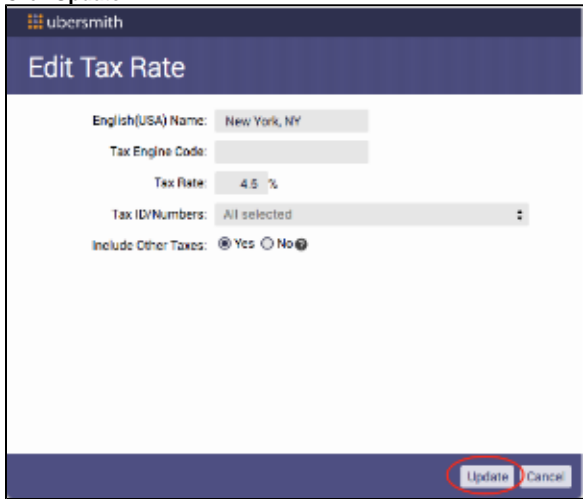 ubersmith
Edit Tax Rate
English(USA) Name: New York, NY
Tax Engine Code:
Tax Rate: 4.5 %
Tax ID/Numbers: All selected
Include Other Taxes: Yes No
Update Cancel